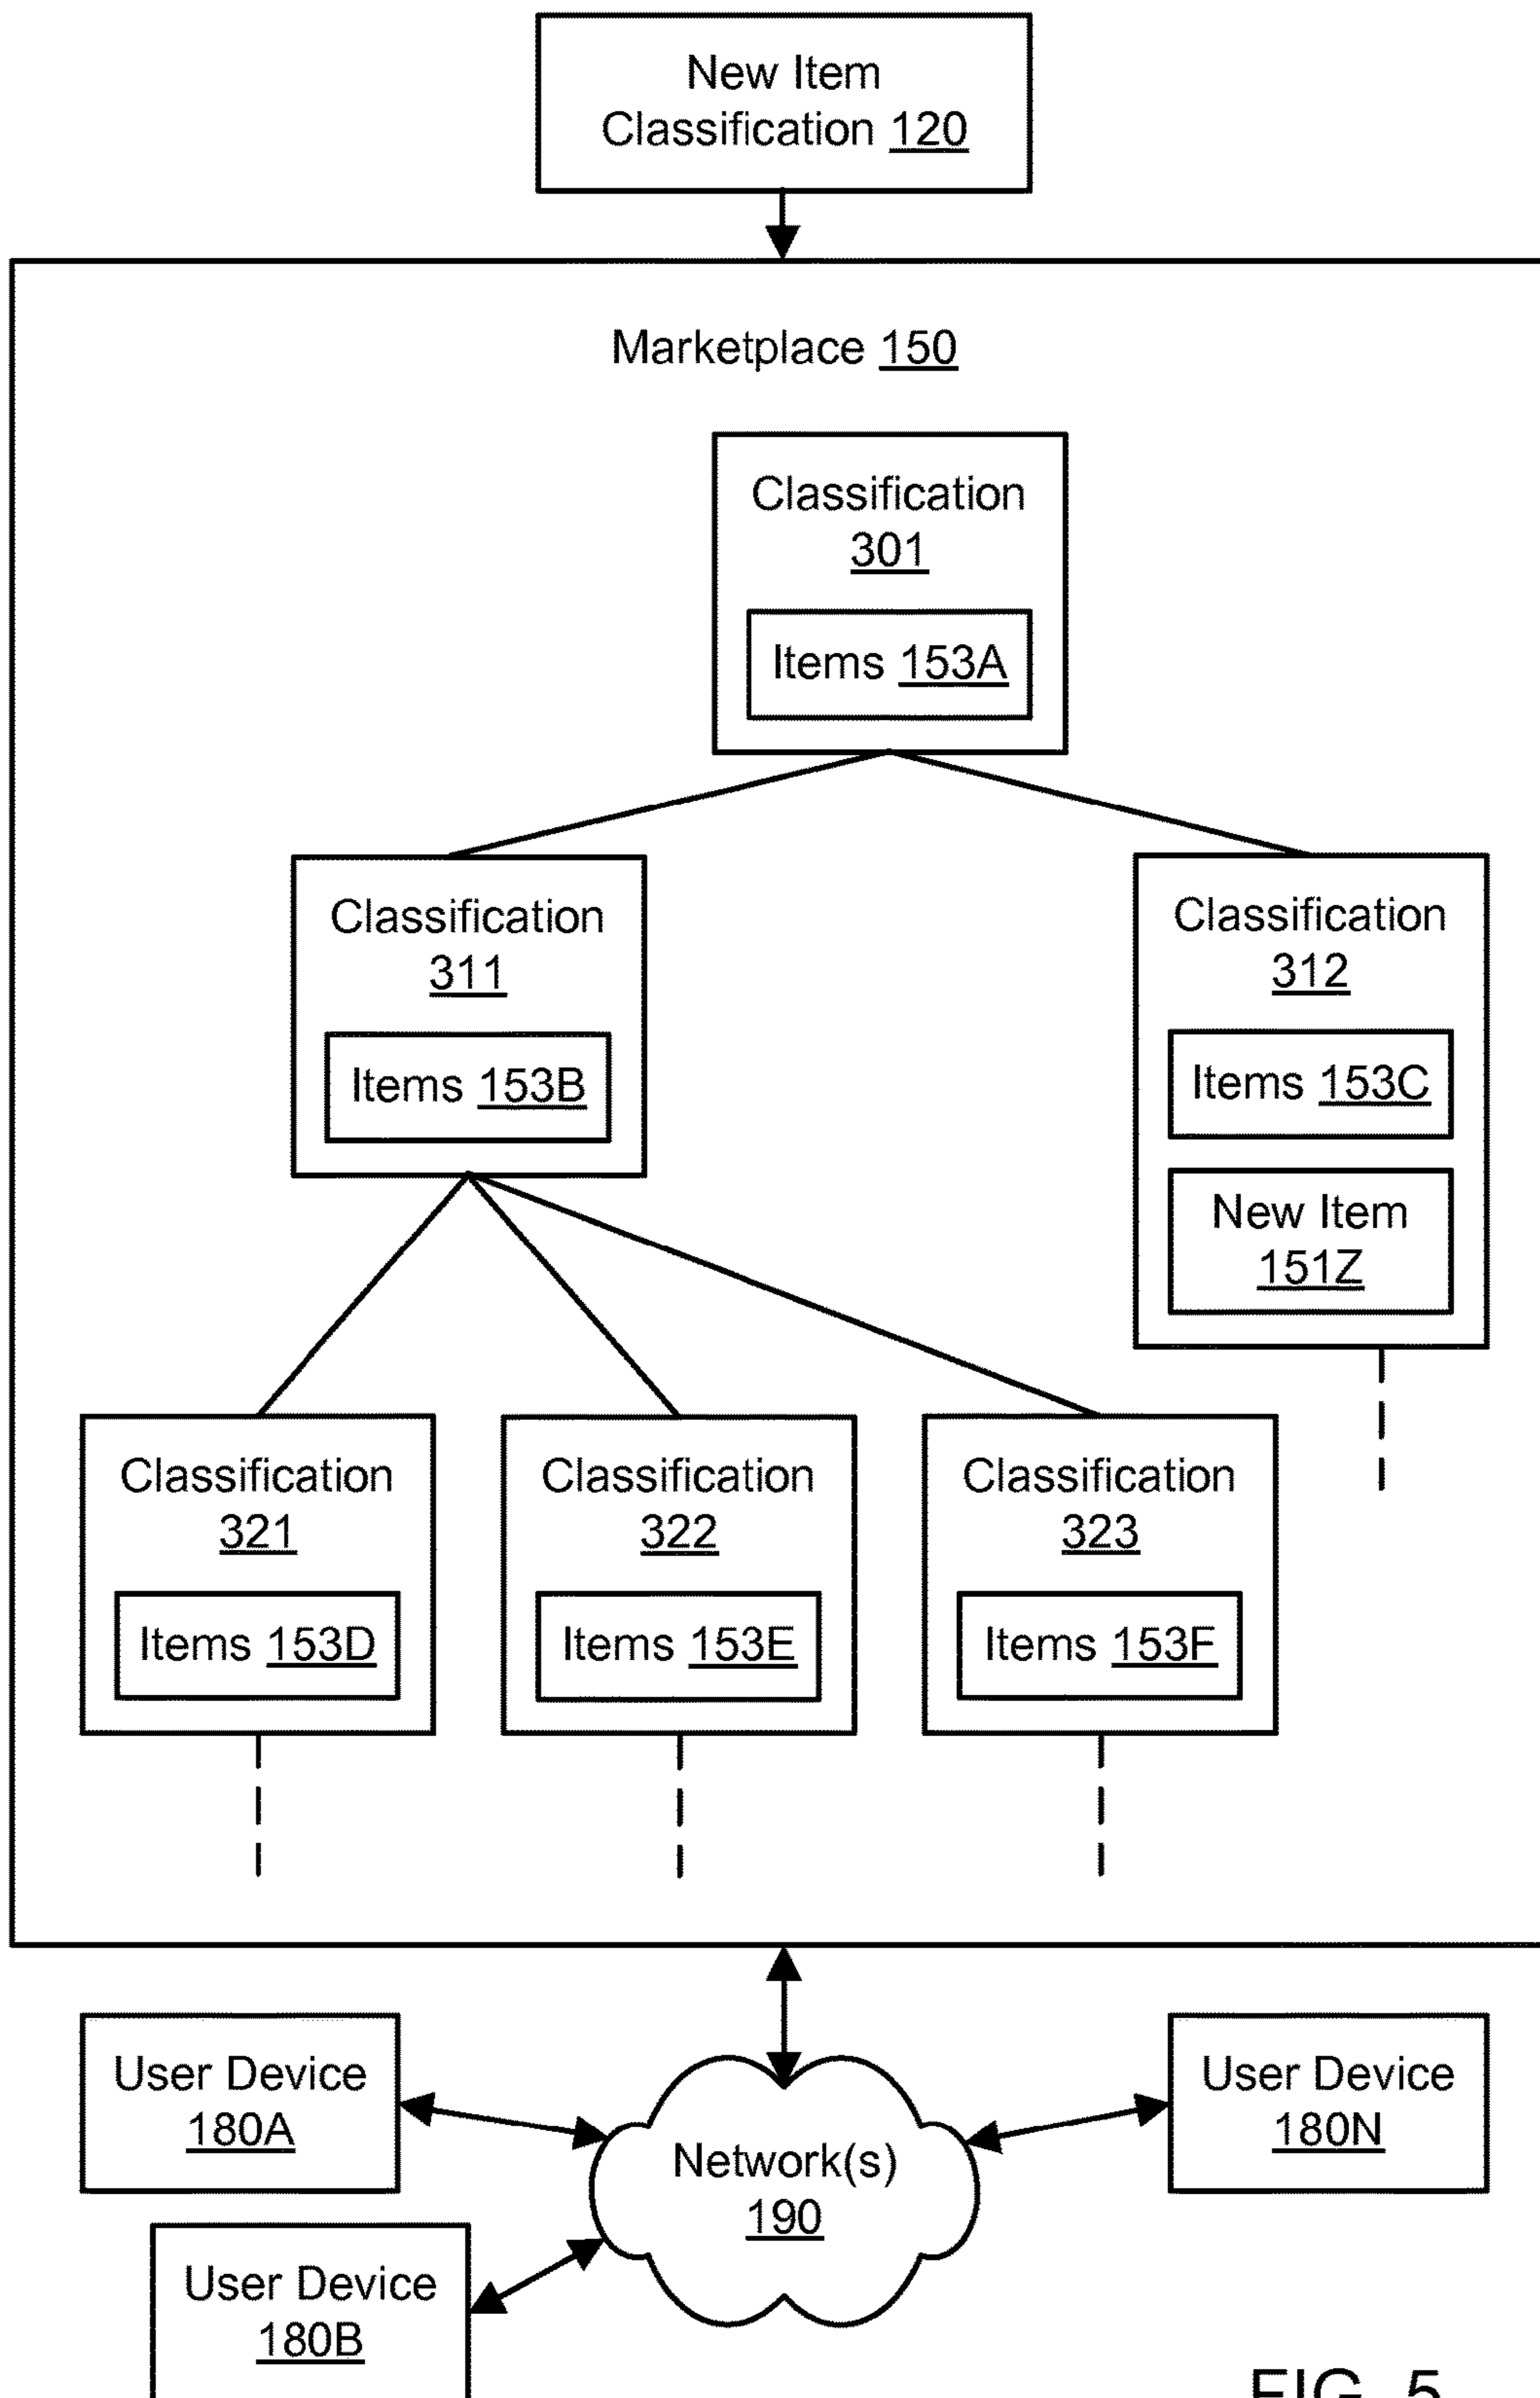 New Item
Classification 120
Marketplace 150
Classification
301
Items 153A
Classification
311
Items 153B
Classification
312
Items 153C
New Item
151Z
Classification
321
Items 153D
Classification
322
Items 153E
Classification
323
Items 153F
User Device
180A
User Device
180N
Network(s)
190
User Device
180B
FIG. 5